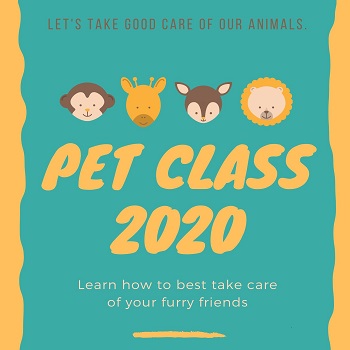 LET'S TAKE GOOD CARE OF OUR ANIMALS.
PET CLASS
2020
Learn how to best take care
of your furry friends